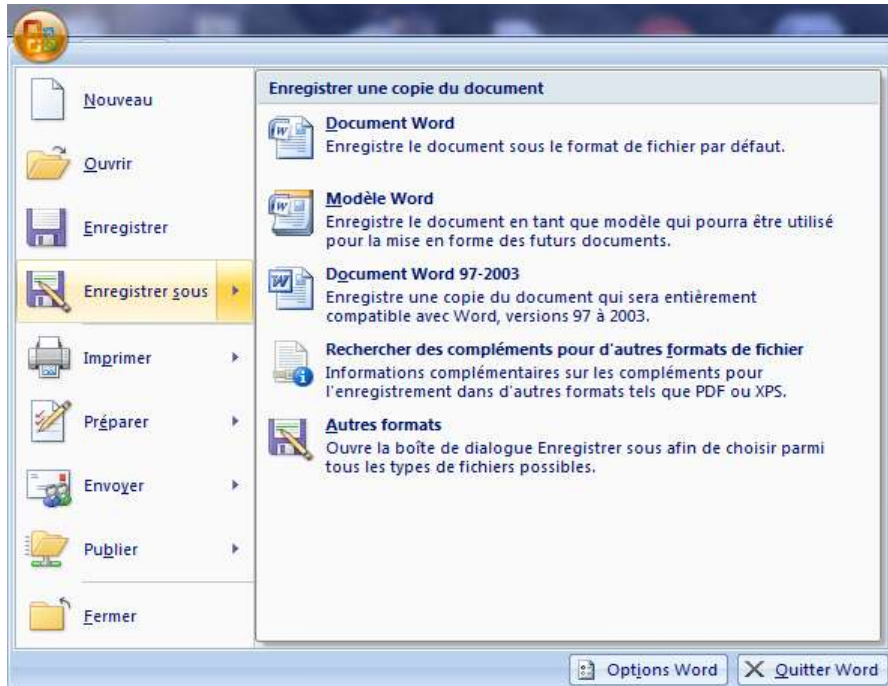 Nouveau
Ouvrir
Enregistrer
Enregistrer sous
Imprimer
Préparer
Envoyer
Publier
Fermer
Enregistrer une copie du document
Document Word
Enregistre le document sous le format de fichier par défaut.
Modèle Word
Enregistre le document en tant que modèle qui pourra être utilisé
pour la mise en forme des futurs documents.
Document Word 97-2003
Enregistre une copie du document qui sera entièrement
compatible avec Word, versions 97 à 2003.
Rechercher des compléments pour d'autres formats de fichier
Informations complémentaires sur les compléments pour
l'enregistrement dans d'autres formats tels que PDF ou XPS.
Autres formats
Ouvre la boîte de dialogue Enregistrer sous afin de choisir parmi
tous les types de fichiers possibles.
Options Word
Quitter Word